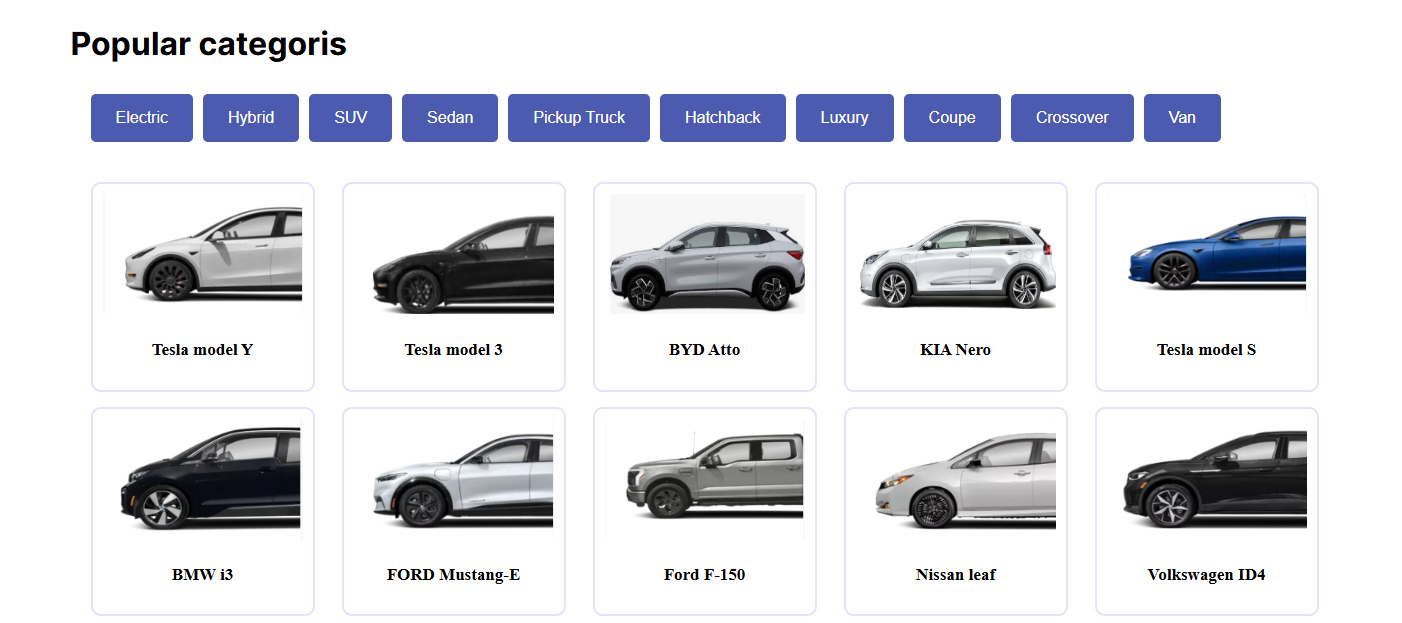 Popular categoris
Electric Hybrid SUV Sedan Pickup Truck Hatchback Luxury Coupe Crossover Van
Tesla model Y Tesla model 3 BYD Atto KIA Nero Tesla model S
BMW i3 FORD Mustang-E Ford F-150 Nissan leaf Volkswagen ID4